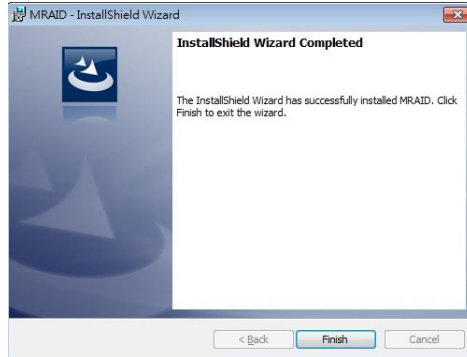 MRAID - InstallShield Wizard
InstallShield Wizard Completed
The InstallShield Wizard has successfully installed MRAID. Click
Finish to exit the wizard.
< Back
Finish
Cancel